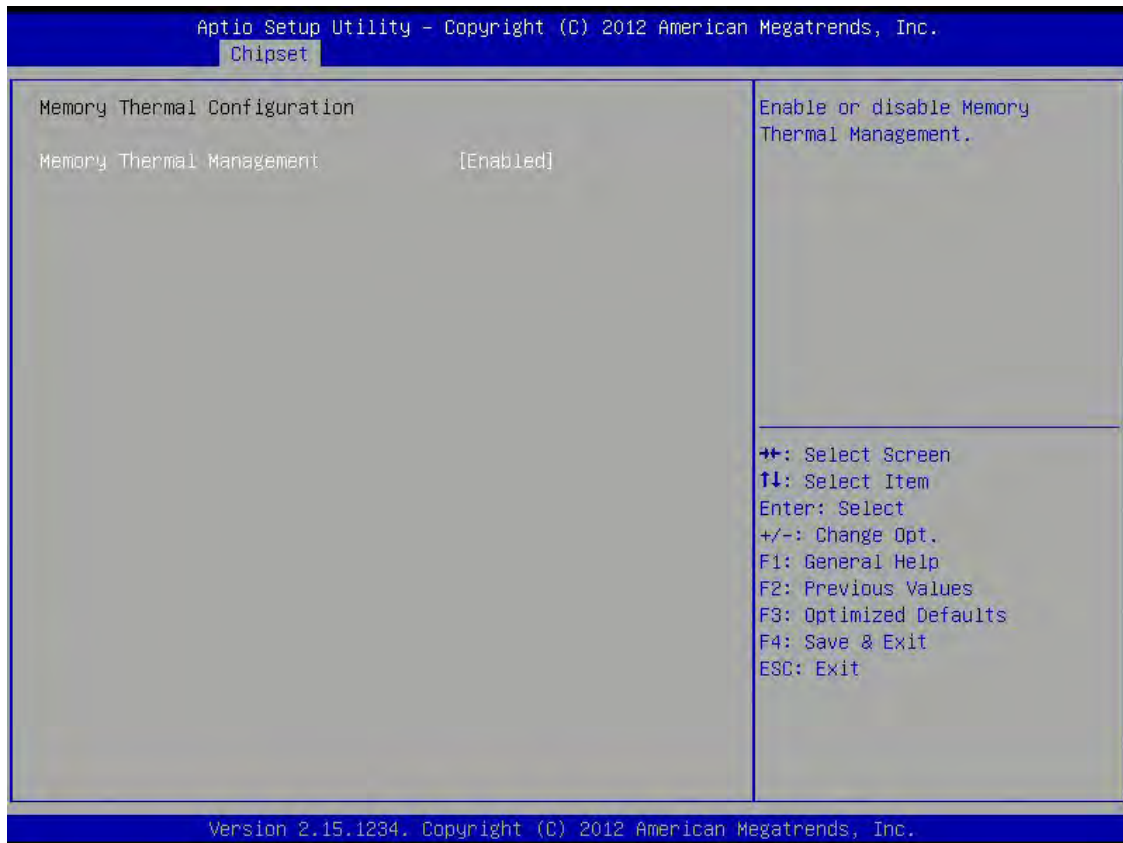 Aptio Setup Utility – Copyright (C) 2012 American Megatrends, Inc.
Chipset
Memory Thermal Configuration
Memory Thermal Management [Enabled]
Enable or disable Memory
Thermal Management.
→←: Select Screen
↑↓: Select Item
Enter: Select
+/-: Change Opt.
F1: General Help
F2: Previous Values
F3: Optimized Defaults
F4: Save & Exit
ESC: Exit
Version 2.15.1234. Copyright (C) 2012 American Megatrends, Inc.